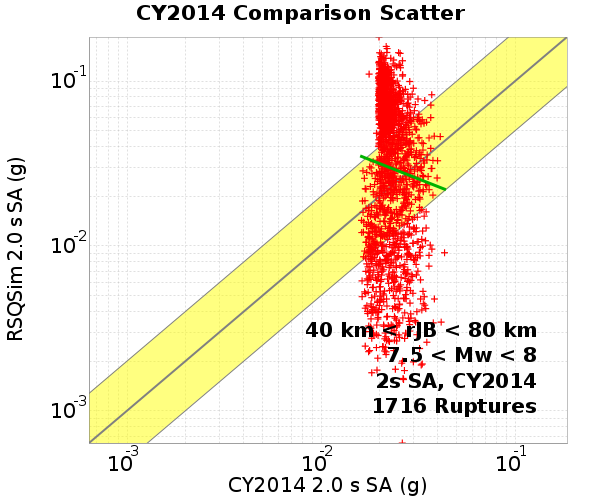 CY2014 Comparison Scatter
RSQSim 2.0 s SA (g)
10-1
10-2
10-3
40 km < rJB < 80 km
7.5 < Mw < 8
2s SA, CY2014
1716 Ruptures
10-3 10-2 10-1
CY2014 2.0 s SA (g)